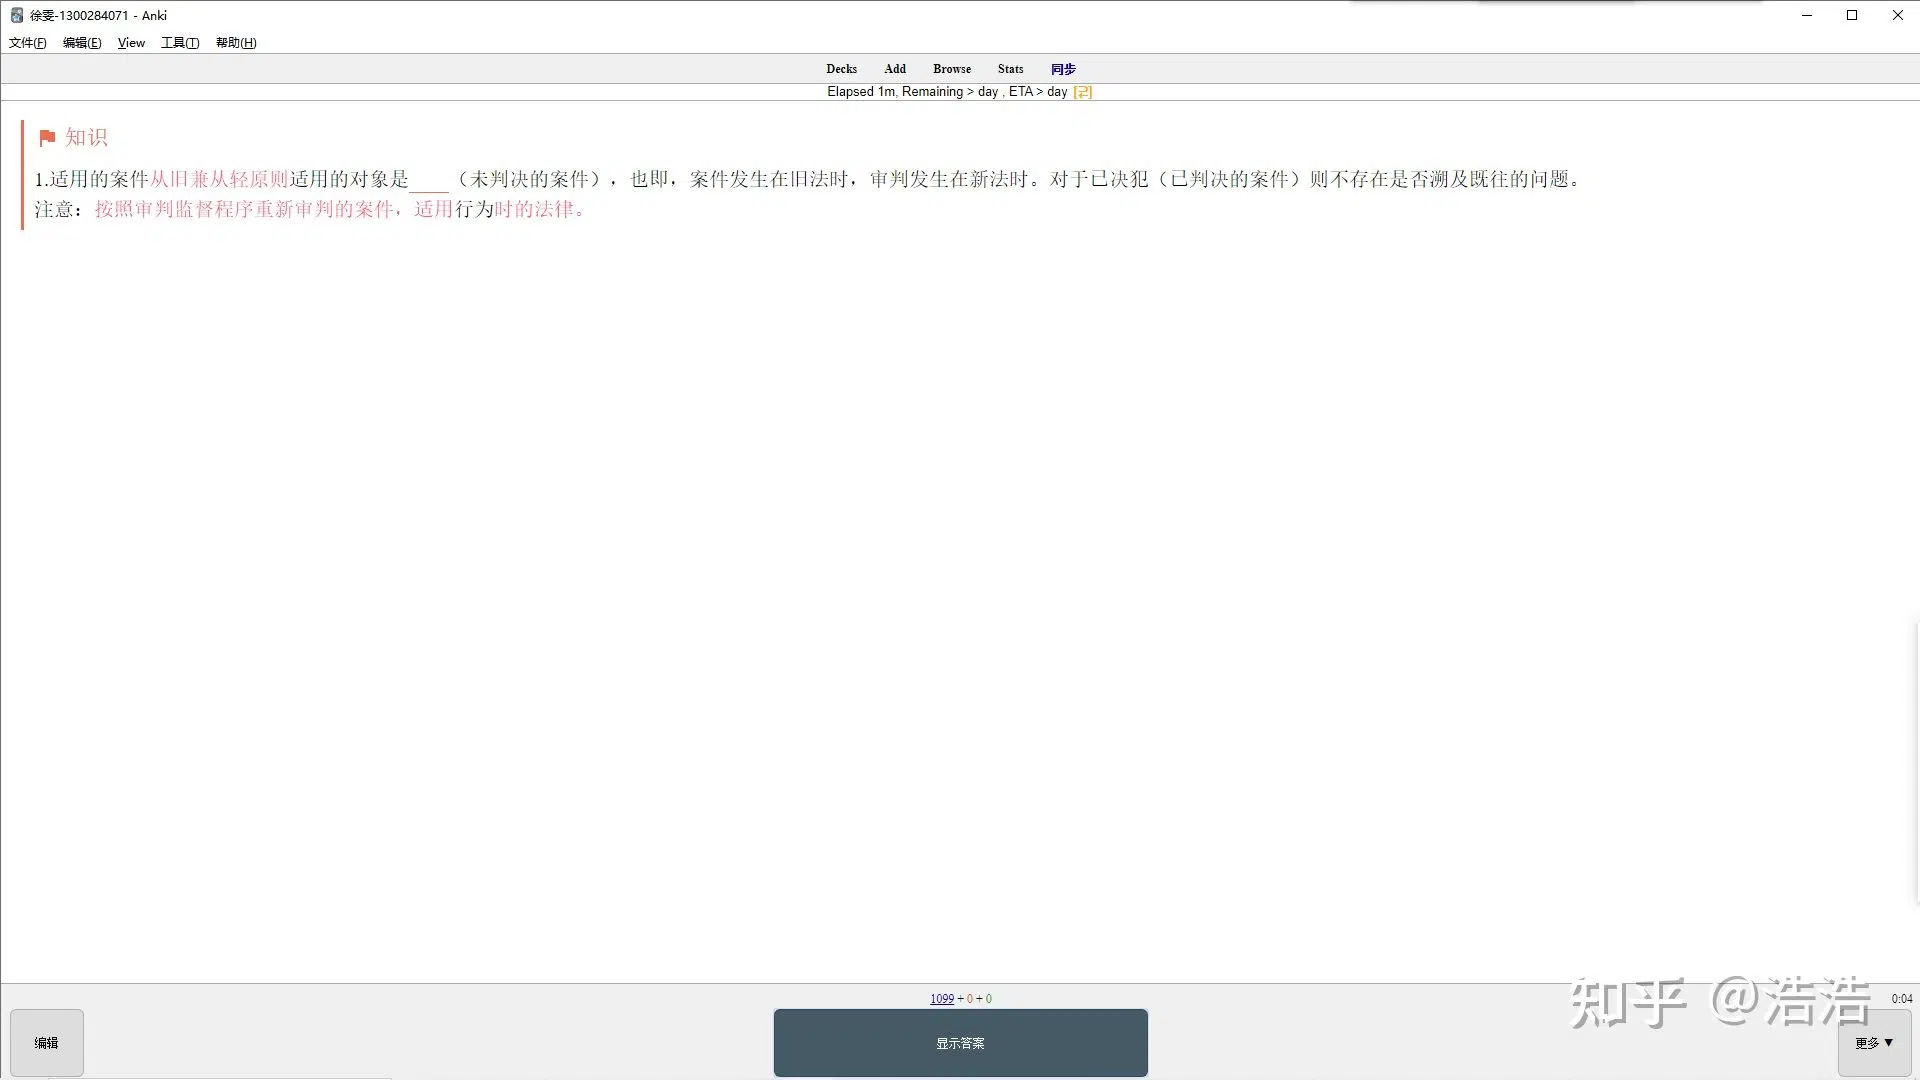 徐雯-1300284071 - Anki
文件(F) 编辑(E) View 工具(T) 帮助(H)
Decks Add Browse Stats 同步
Elapsed 1m, Remaining > day , ETA > day [⮂]
知识
1.适用的案件从旧兼从轻原则适用的对象是____（未判决的案件），也即，案件发生在旧法时，审判发生在新法时。对于已决犯（已判决的案件）则不存在是否溯及既往的问题。
注意：按照审判监督程序重新审判的案件，适用行为时的法律。
1099 + 0 + 0
0:04
编辑
显示答案
更多 ▼
知乎 @浩浩